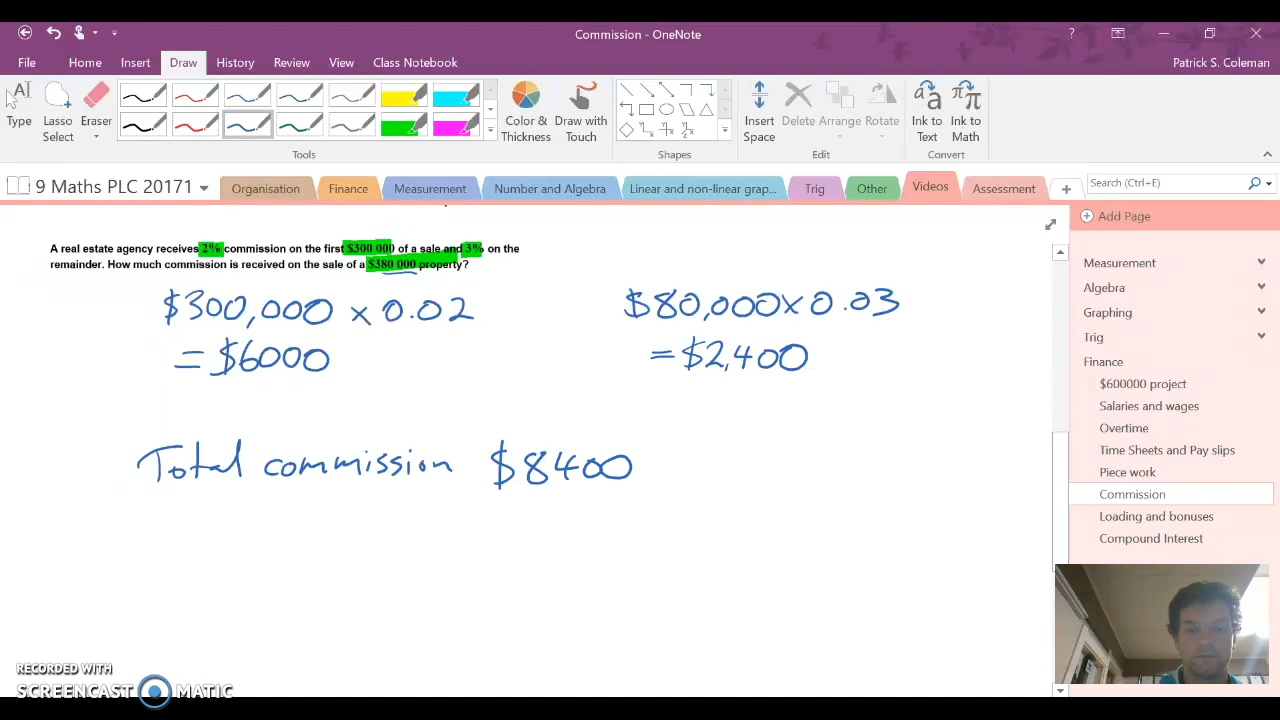 Commission - OneNote
?
File Home Insert Draw History Review View Class Notebook
Patrick S. Coleman
Type Lasso Select Eraser Color & Thickness Draw with Touch Insert Space Delete Arrange Rotate Ink to Text Ink to Math
Tools Shapes Edit Convert
9 Maths PLC 20171 Organisation Finance Measurement Number and Algebra Linear and non-linear grap... Trig Other Videos Assessment Search (Ctrl+E)
A real estate agency receives 2% commission on the first $300 000 of a sale and 3% on the
remainder. How much commission is received on the sale of a $380 000 property?
$300,000 x 0.02
= $6000
$80,000 x 0.03
= $2,400
Total commission $8400
Add Page
Measurement
Algebra
Graphing
Trig
Finance
$600000 project
Salaries and wages
Overtime
Time Sheets and Pay slips
Piece work
Commission
Loading and bonuses
Compound Interest
RECORDED WITH
SCREENCAST MATIC